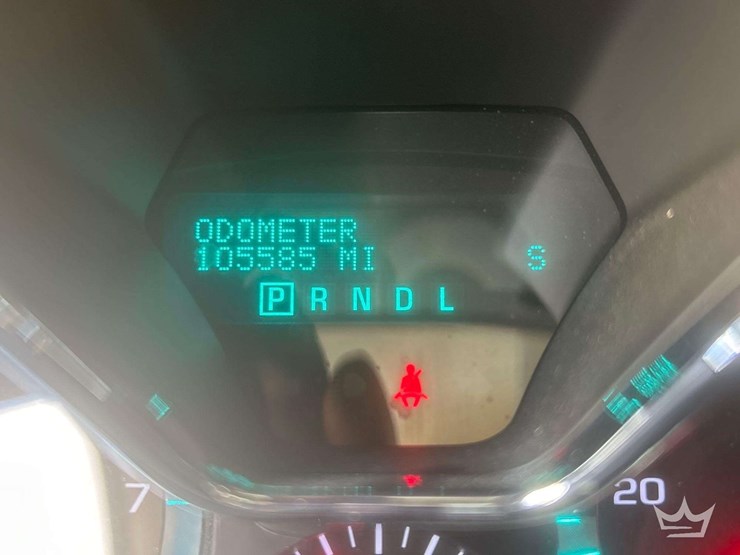 ODOMETER
105585 MI S
P R N D L
7 20